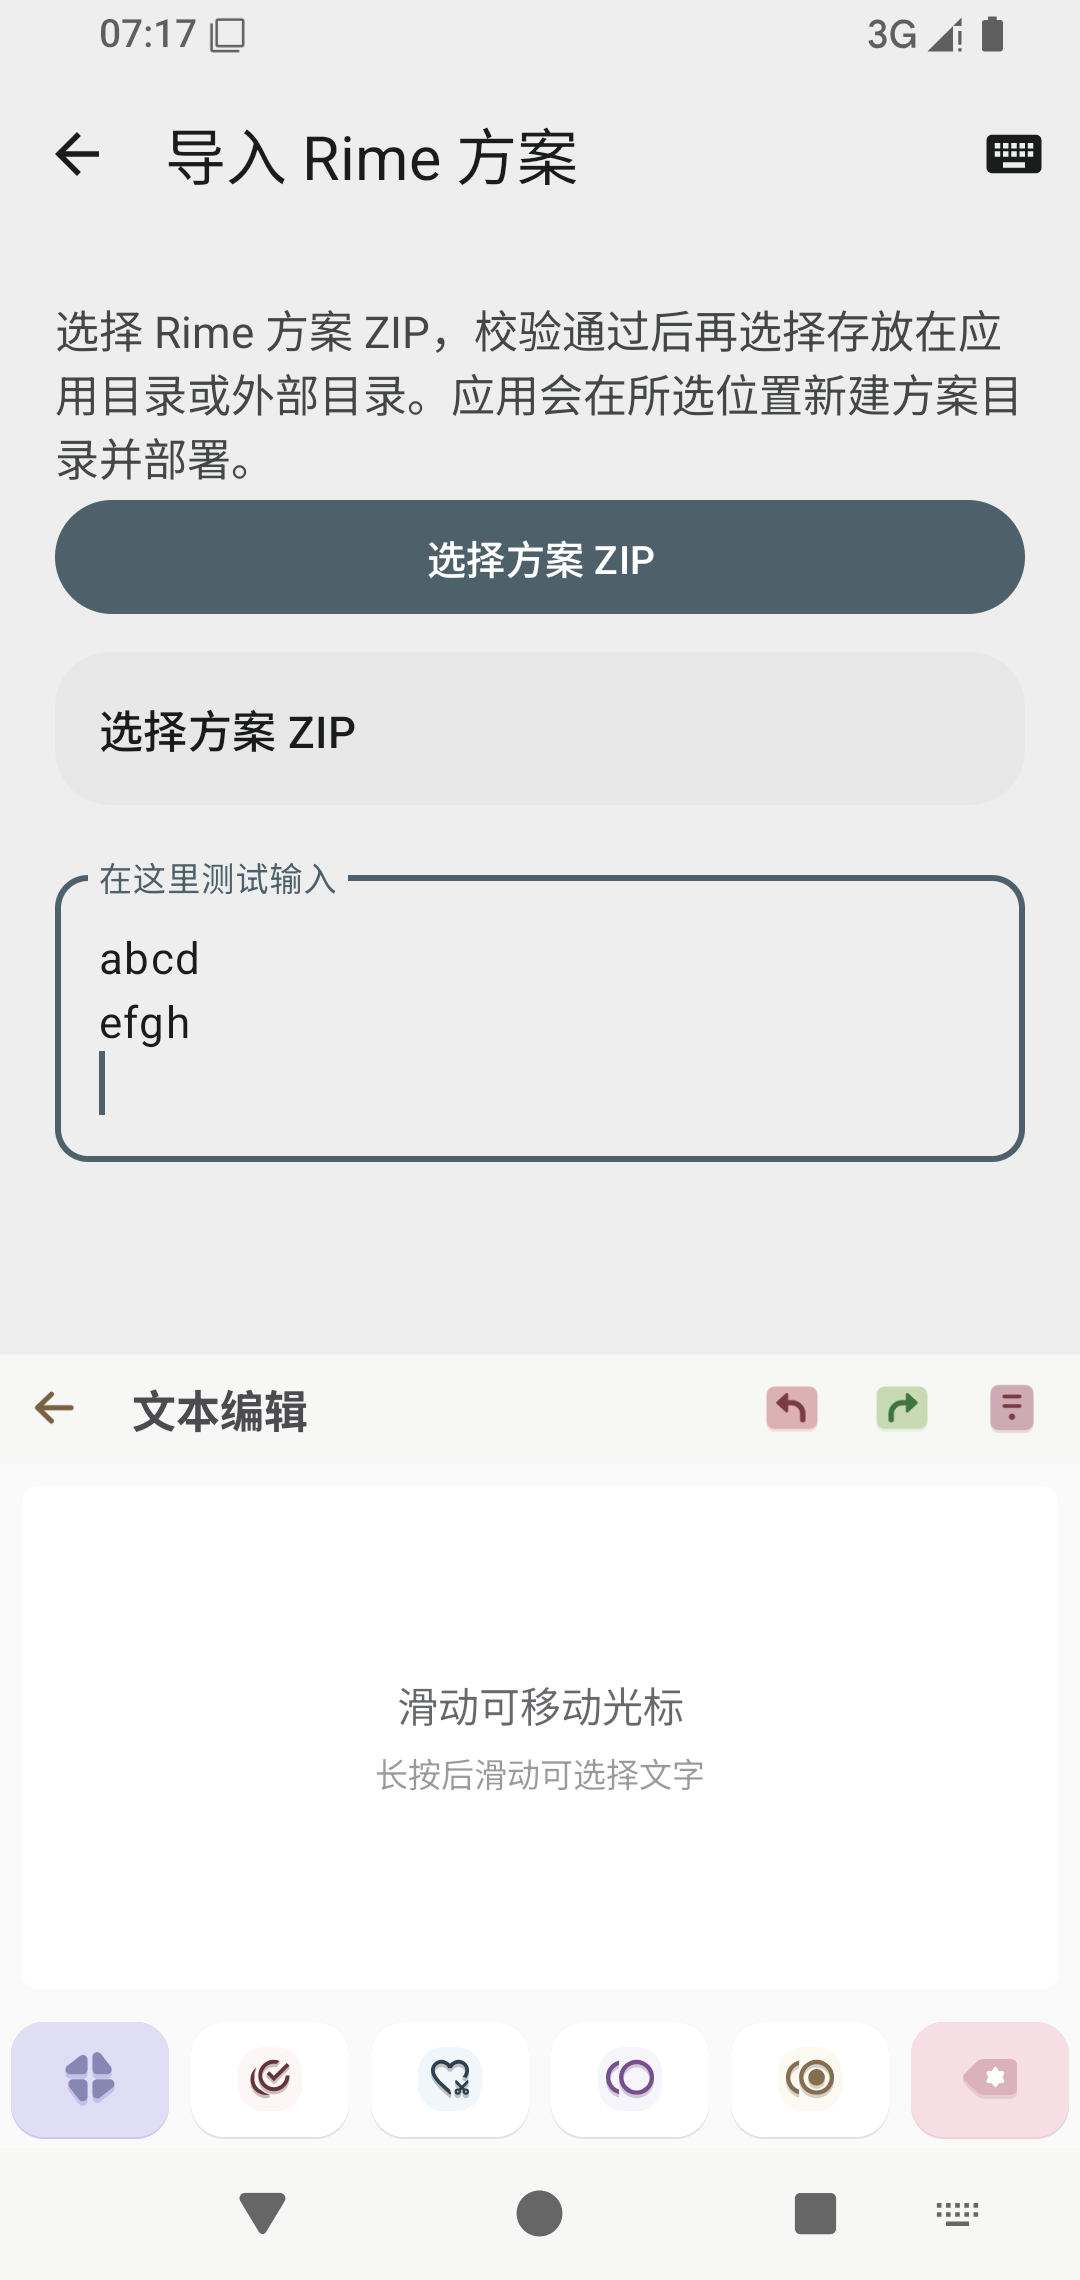 07:17
3G
导入 Rime 方案
选择 Rime 方案 ZIP，校验通过后再选择存放在应
用目录或外部目录。应用会在所选位置新建方案目
录并部署。
选择方案 ZIP
选择方案 ZIP
在这里测试输入
abcd
efgh
文本编辑
滑动可移动光标
长按后滑动可选择文字